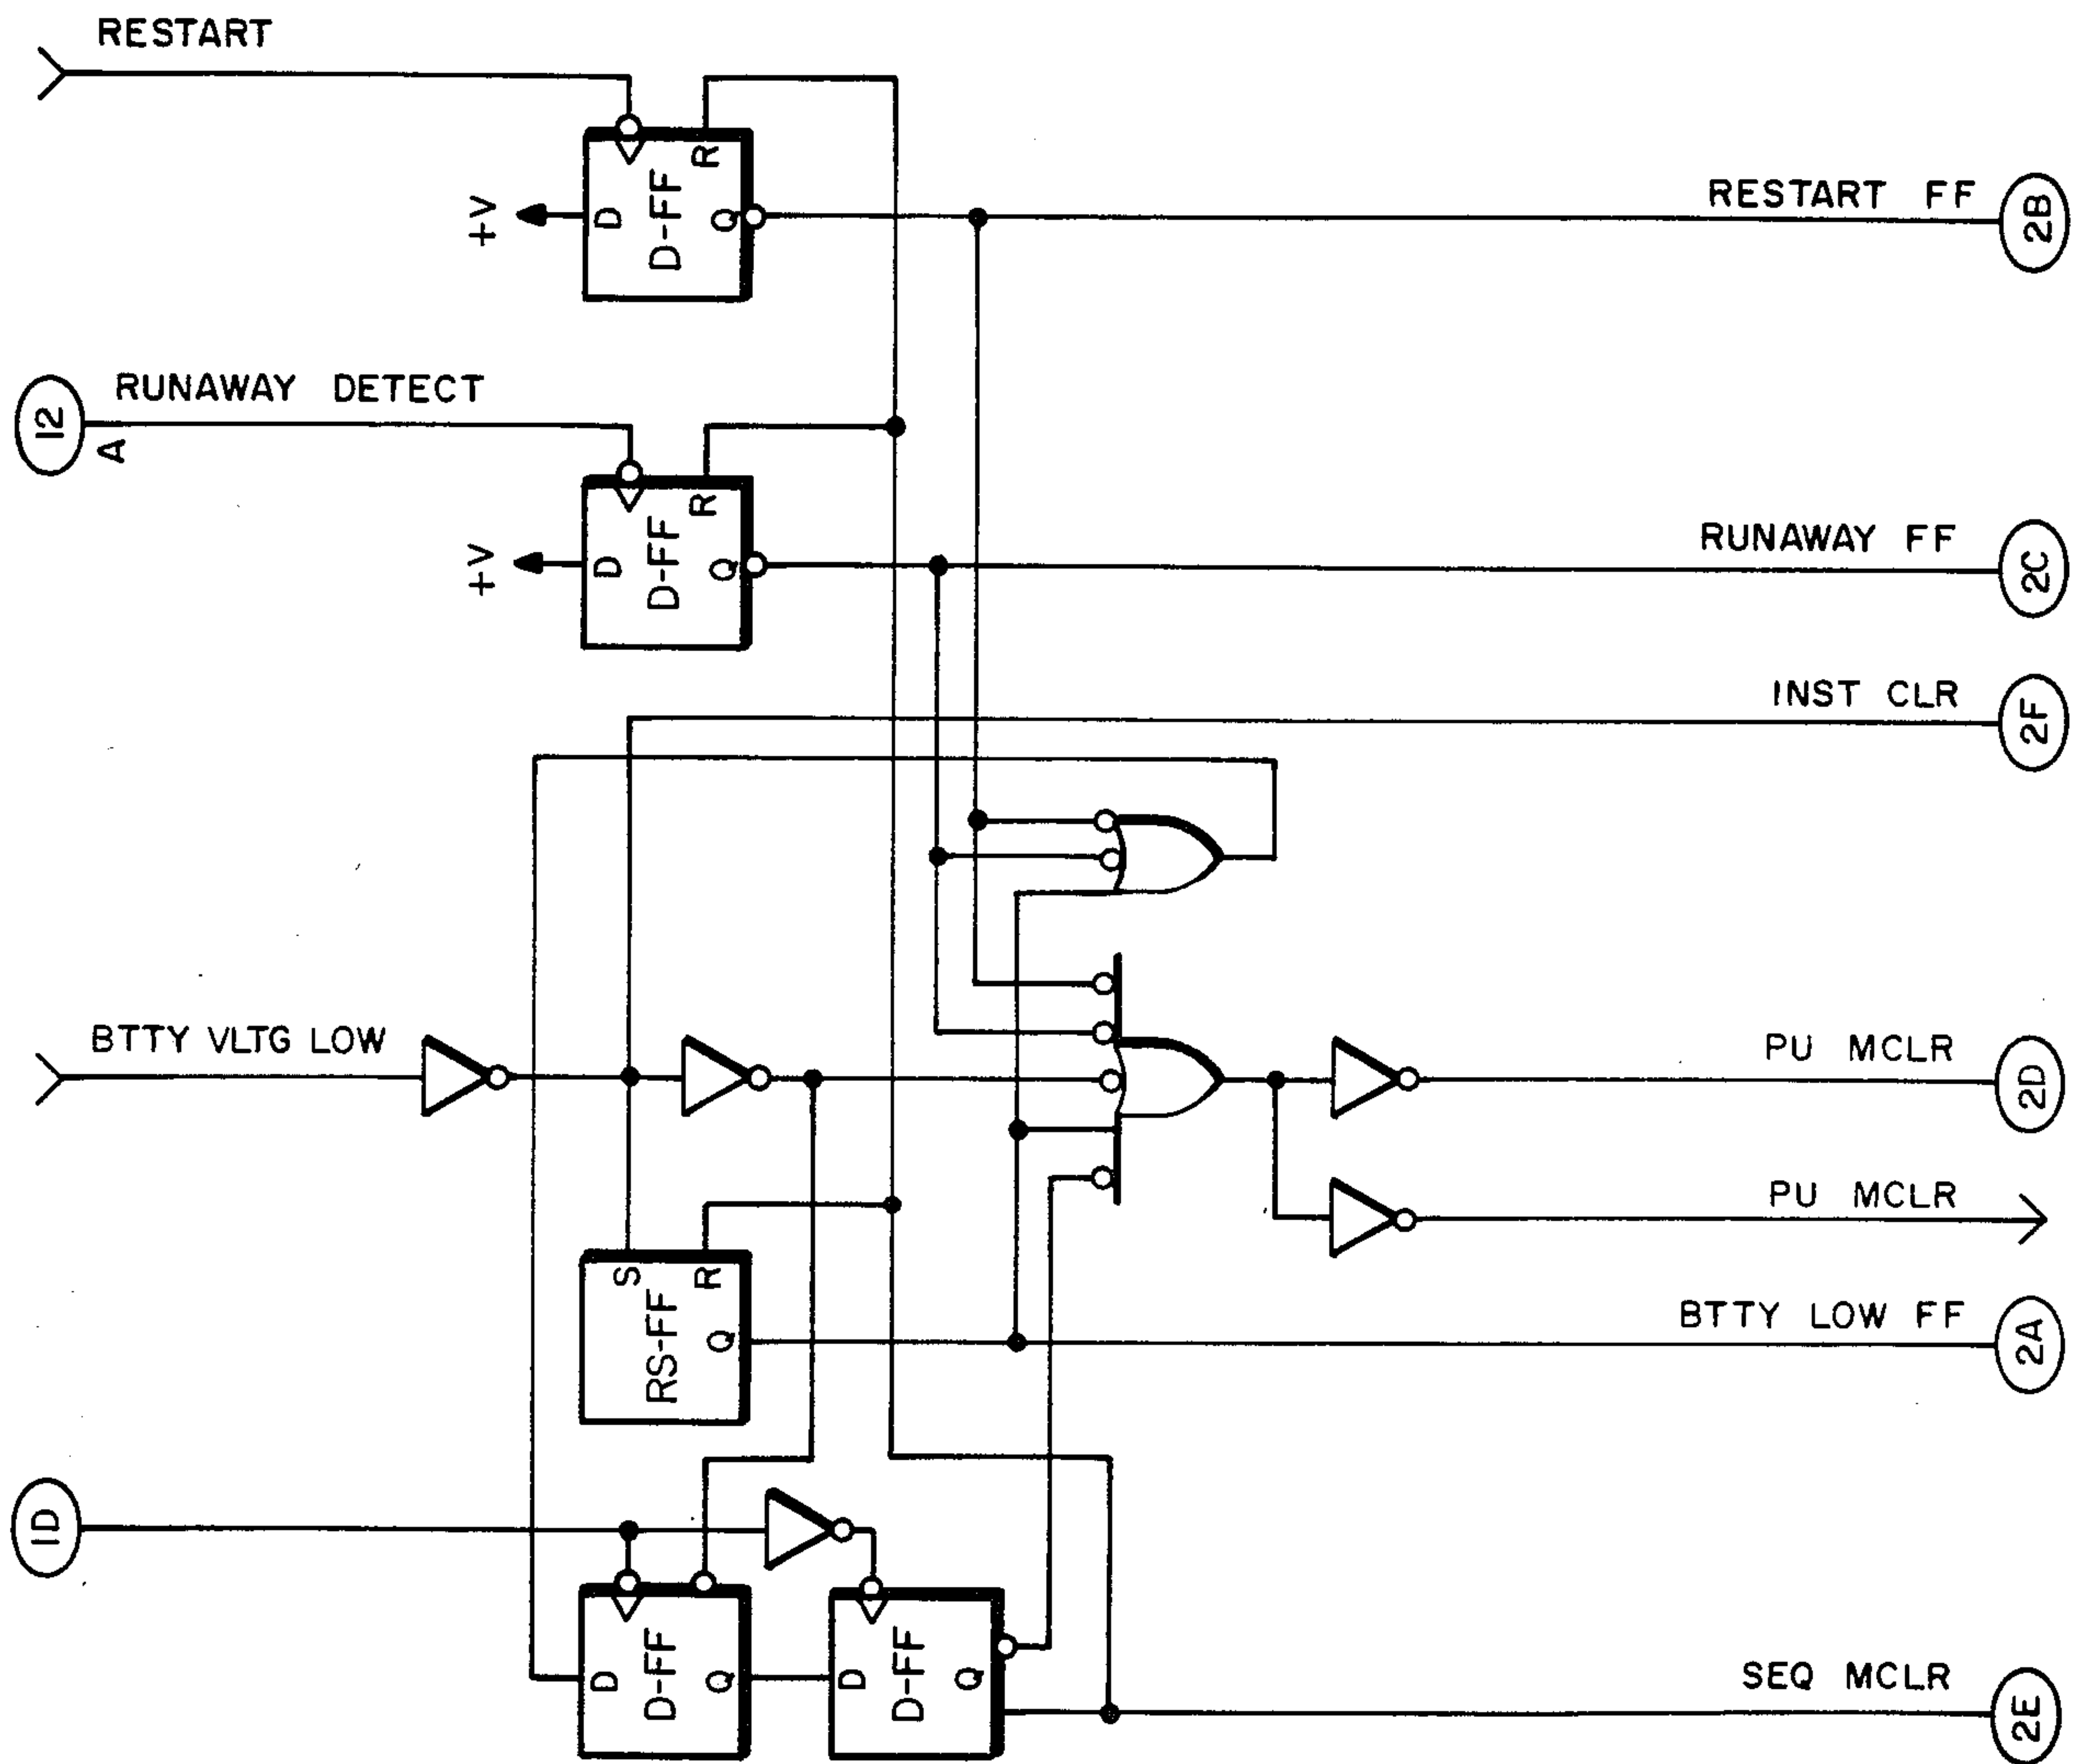 RESTART
R
D-FF
+V
D
Q
RESTART FF
2B
RUNAWAY DETECT
12
A
R
D-FF
+V
D
Q
RUNAWAY FF
2C
INST CLR
2F
BTTY VLTG LOW
PU MCLR
2D
PU MCLR
S
R
RS-FF
Q
BTTY LOW FF
2A
1D
D
D-FF
Q
D
D-FF
Q
SEQ MCLR
2E